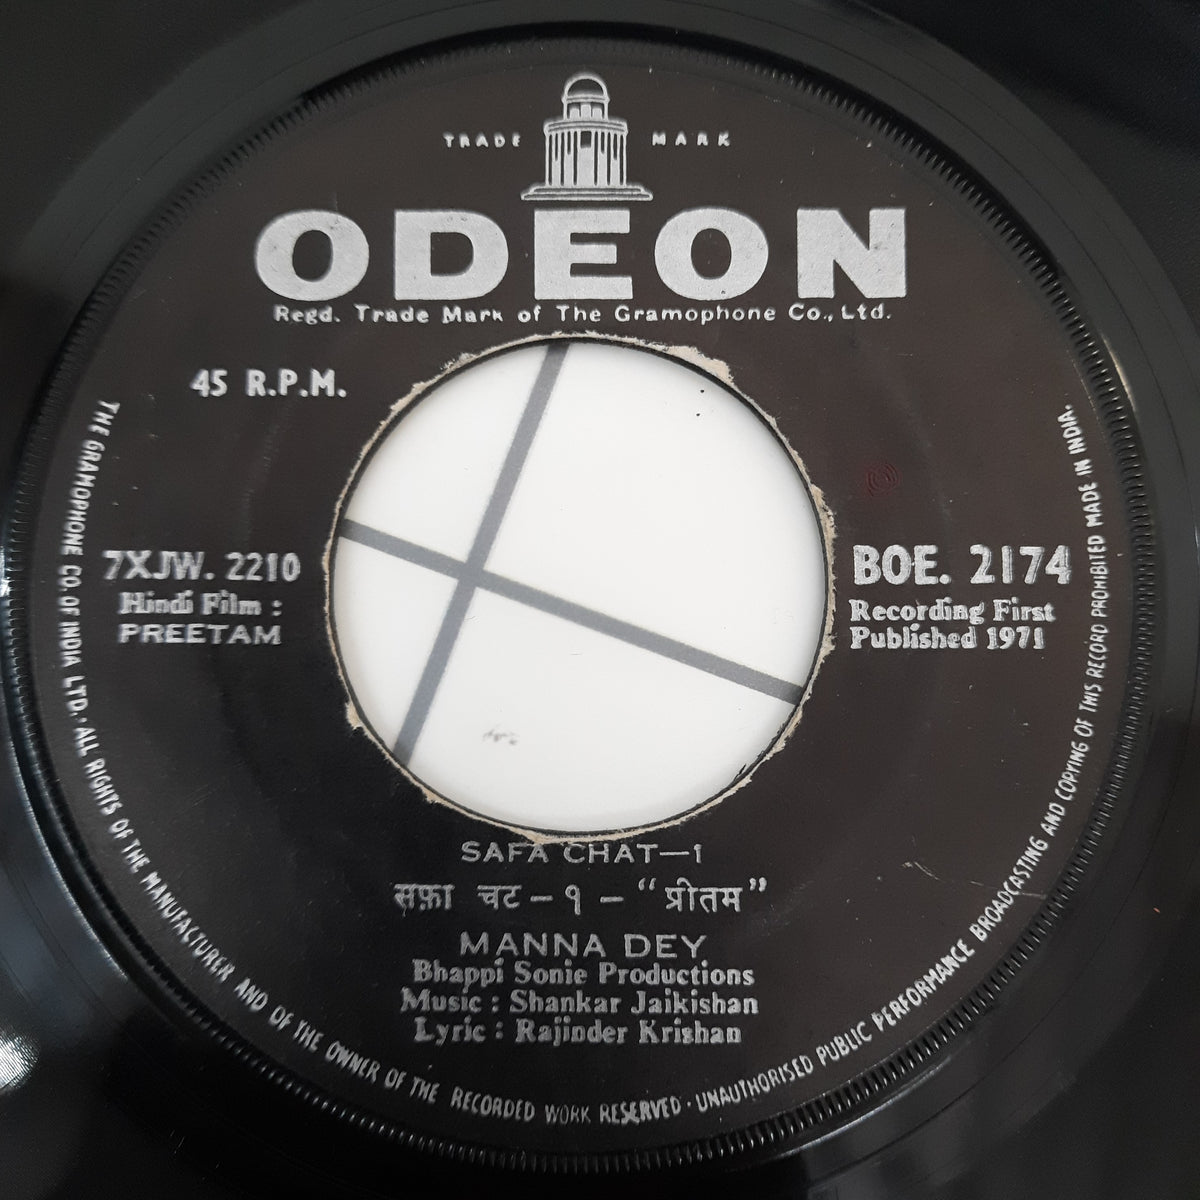 TRADE MARK
ODEON
Regd. Trade Mark of The Gramophone Co., Ltd.
45 R.P.M.
7XJW. 2210
Hindi Film :
PREETAM
BOE. 2174
Recording First
Published 1971
SAFA CHAT—1
सफ़ा चट – १ – “प्रीतम”
MANNA DEY
Bhappi Sonie Productions
Music : Shankar Jaikishan
Lyric : Rajinder Krishan
THE GRAMOPHONE CO. OF INDIA LTD. · ALL RIGHTS OF THE MANUFACTURER AND OF THE OWNER OF THE RECORDED WORK RESERVED · UNAUTHORISED PUBLIC PERFORMANCE BROADCASTING AND COPYING OF THIS RECORD PROHIBITED MADE IN INDIA.